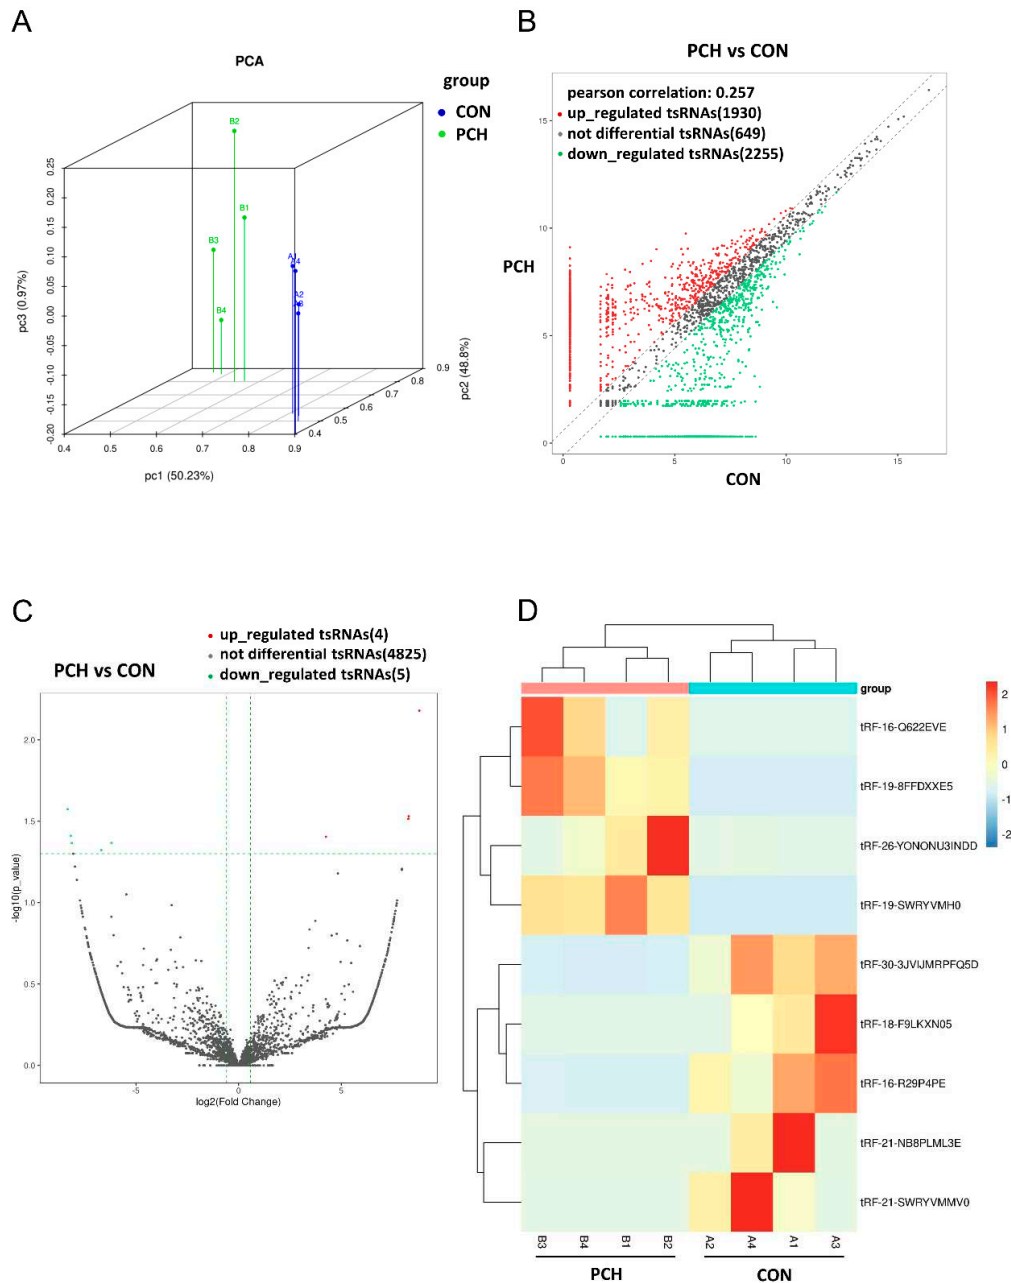 A
PCA
group
CON
PCH
B2
B1
B3
B4
A4
A2
0.25
0.20
0.15
0.10
0.05
0.00
-0.05
-0.10
-0.15
-0.20
pc3 (0.97%)
0.4
0.5
0.6
0.7
0.8
0.9
pc1 (50.23%)
0.4
0.5
0.6
0.7
0.8
0.9
pc2 (48.8%)
B
PCH vs CON
pearson correlation: 0.257
up_regulated tsRNAs(1930)
not differential tsRNAs(649)
down_regulated tsRNAs(2255)
15
10
5
0
PCH
0
5
10
15
CON
C
PCH vs CON
up_regulated tsRNAs(4)
not differential tsRNAs(4825)
down_regulated tsRNAs(5)
2.0
1.5
1.0
0.5
0.0
-log10(p_value)
-5
0
5
log2(Fold Change)
D
group
tRF-16-Q622EVE
tRF-19-8FFDXXE5
tRF-26-YONONU3INDD
tRF-19-SWRYVMH0
tRF-30-3JVIJMRPFQ5D
tRF-18-F9LKXN05
tRF-16-R29P4PE
tRF-21-NB8PLML3E
tRF-21-SWRYVMMV0
2
1
0
-1
-2
B3
B4
B1
B2
A2
A4
A1
A3
PCH
CON